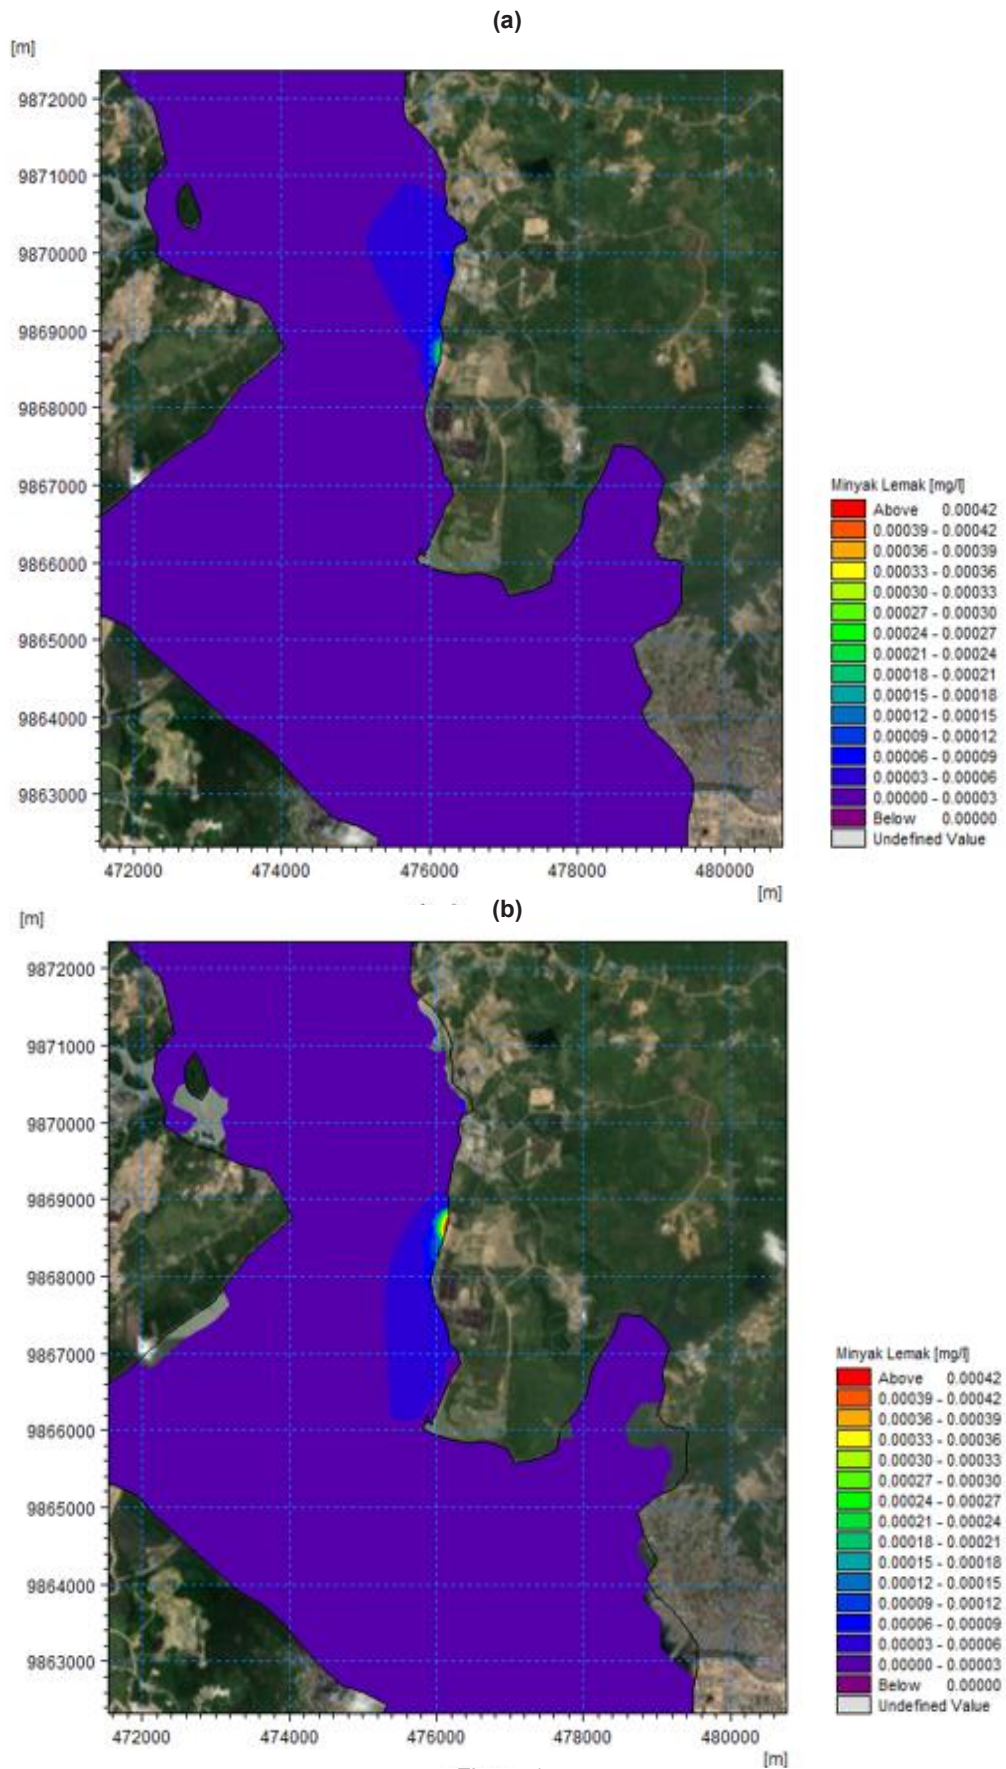 (a)
[m]
9872000
9871000
9870000
9869000
9868000
9867000
9866000
9865000
9864000
9863000
472000 474000 476000 478000 480000
[m]
Minyak Lemak [mg/l]
Above 0.00042
0.00039 - 0.00042
0.00036 - 0.00039
0.00033 - 0.00036
0.00030 - 0.00033
0.00027 - 0.00030
0.00024 - 0.00027
0.00021 - 0.00024
0.00018 - 0.00021
0.00015 - 0.00018
0.00012 - 0.00015
0.00009 - 0.00012
0.00006 - 0.00009
0.00003 - 0.00006
0.00000 - 0.00003
Below 0.00000
Undefined Value
(b)
[m]
9872000
9871000
9870000
9869000
9868000
9867000
9866000
9865000
9864000
9863000
472000 474000 476000 478000 480000
[m]
Minyak Lemak [mg/l]
Above 0.00042
0.00039 - 0.00042
0.00036 - 0.00039
0.00033 - 0.00036
0.00030 - 0.00033
0.00027 - 0.00030
0.00024 - 0.00027
0.00021 - 0.00024
0.00018 - 0.00021
0.00015 - 0.00018
0.00012 - 0.00015
0.00009 - 0.00012
0.00006 - 0.00009
0.00003 - 0.00006
0.00000 - 0.00003
Below 0.00000
Undefined Value